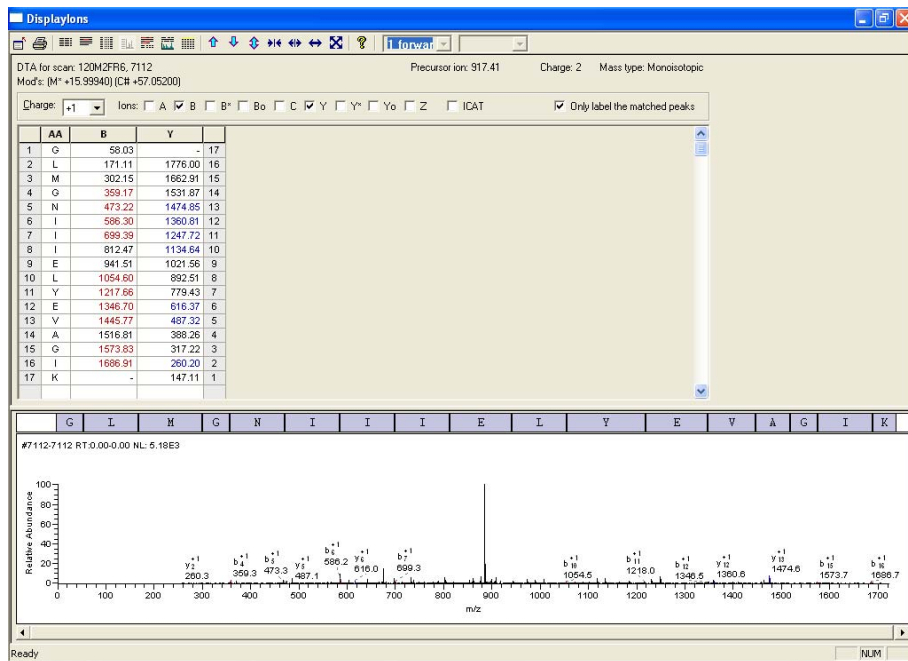 DisplayIons
1 forwar
DTA for scan: 120M2FR6, 7112 Precursor ion: 917.41 Charge: 2 Mass type: Monoisotopic
Mod's: (M* +15.99940) (C# +57.05200)
Charge: +1 Ions: A B B* Bo C Y Y* Yo Z ICAT Only label the matched peaks
AA B Y
1 G 58.03 - 17
2 L 171.11 1776.00 16
3 M 302.15 1662.91 15
4 G 359.17 1531.87 14
5 N 473.22 1474.85 13
6 I 586.30 1360.81 12
7 I 699.39 1247.72 11
8 I 812.47 1134.64 10
9 E 941.51 1021.56 9
10 L 1054.60 892.51 8
11 Y 1217.66 779.43 7
12 E 1346.70 616.37 6
13 V 1445.77 487.32 5
14 A 1516.81 388.26 4
15 G 1573.83 317.22 3
16 I 1686.91 260.20 2
17 K - 147.11 1
G L M G N I I I E L Y E V A G I K
#7112-7112 RT:0.00-0.00 NL: 5.18E3
Relative Abundance
100
80
60
40
20
0
y2 +1 260.3
b4 +1 359.3
b5 +1 473.3
y5 +1 487.1
b6 +1 586.2
y6 +1 616.0
b7 +1 699.3
b10 +1 1054.5
b11 +1 1218.0
b12 +1 1346.5
y12 +1 1360.6
y13 +1 1474.6
b15 +1 1573.7
b16 +1 1686.7
0 100 200 300 400 500 600 700 800 900 1000 1100 1200 1300 1400 1500 1600 1700
m/z
Ready NUM